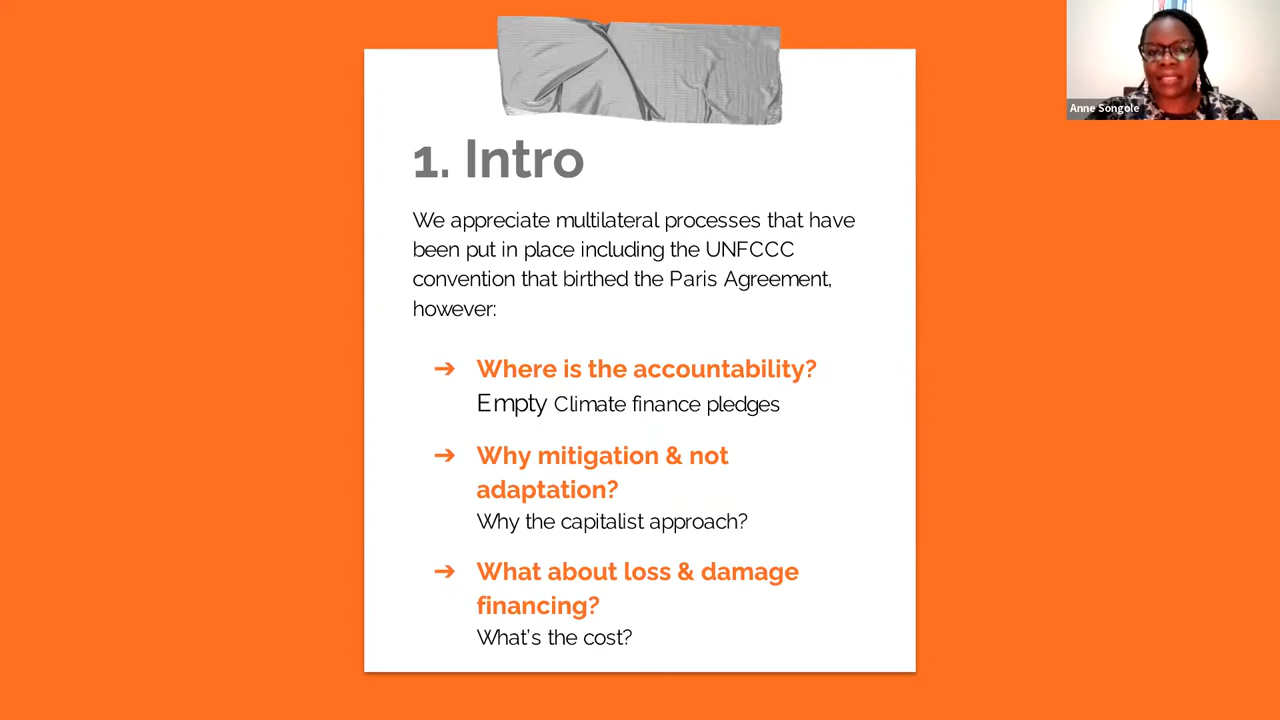 Anne Songole
1. Intro
We appreciate multilateral processes that have
been put in place including the UNFCCC
convention that birthed the Paris Agreement,
however:
➔ Where is the accountability?
Empty Climate finance pledges
➔ Why mitigation & not
adaptation?
Why the capitalist approach?
➔ What about loss & damage
financing?
What's the cost?